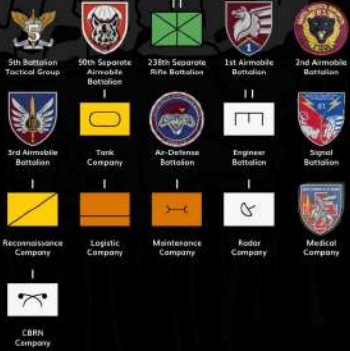 5th Battalion
Tactical Group
90th Separate
Airmobile
Battalion
238th Separate
Rifle Battalion
1st Airmobile
Battalion
2nd Airmobile
Battalion
3rd Airmobile
Battalion
Tank
Company
Air-Defense
Battalion
Engineer
Battalion
Signal
Battalion
Reconnaissance
Company
Logistic
Company
Maintenance
Company
Radar
Company
Medical
Company
CBRN
Company